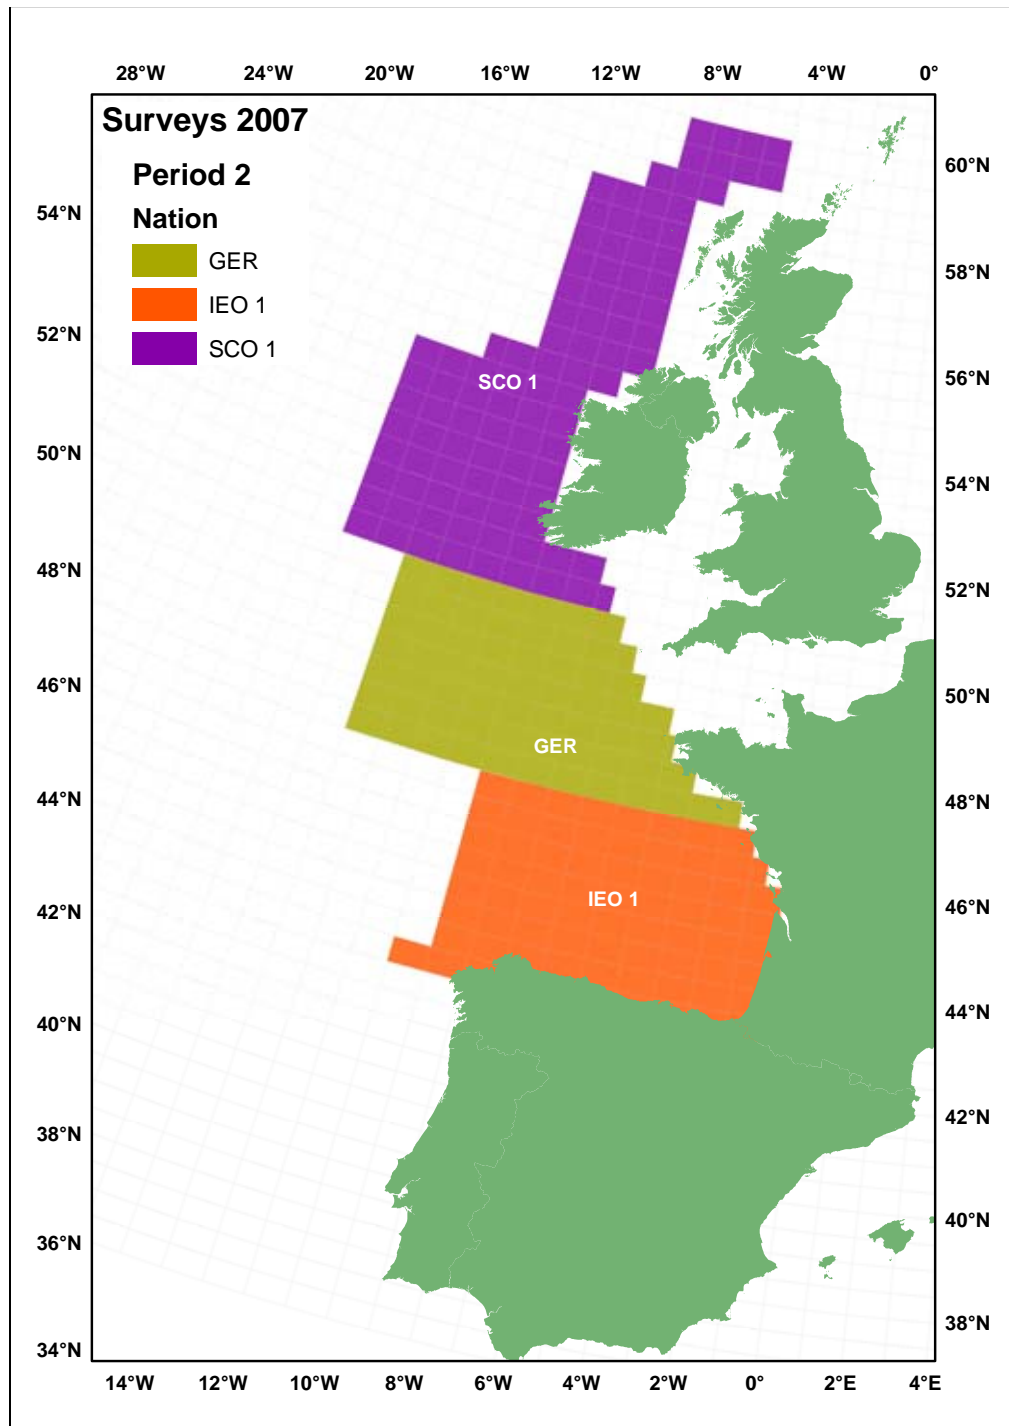 28°W 24°W 20°W 16°W 12°W 8°W 4°W 0°
Surveys 2007
Period 2
Nation
GER
IEO 1
SCO 1
54°N
52°N
50°N
48°N
46°N
44°N
42°N
40°N
38°N
36°N
34°N
SCO 1
GER
IEO 1
60°N
58°N
56°N
54°N
52°N
50°N
48°N
46°N
44°N
42°N
40°N
38°N
14°W 12°W 10°W 8°W 6°W 4°W 2°W 0° 2°E 4°E